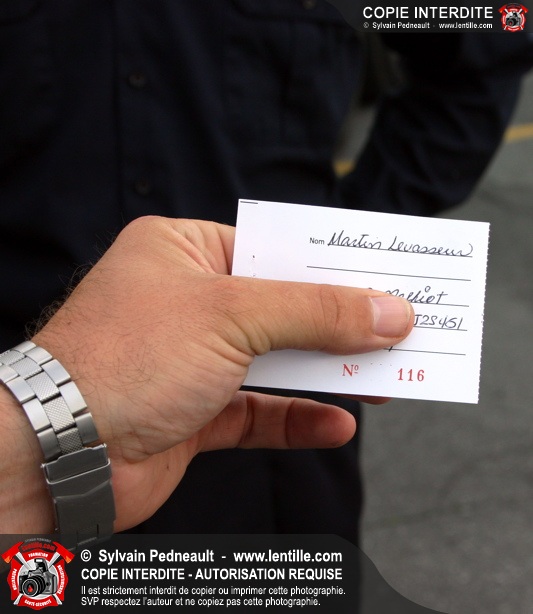 COPIE INTERDITE
© Sylvain Pedneault - www.lentille.com
Nom Martin Levasseur
J2S4S1
Nº 116
© Sylvain Pedneault - www.lentille.com
COPIE INTERDITE - AUTORISATION REQUISE
Il est strictement interdit de copier ou imprimer cette photographie.
SVP respectez l'auteur et ne copiez pas cette photographie.